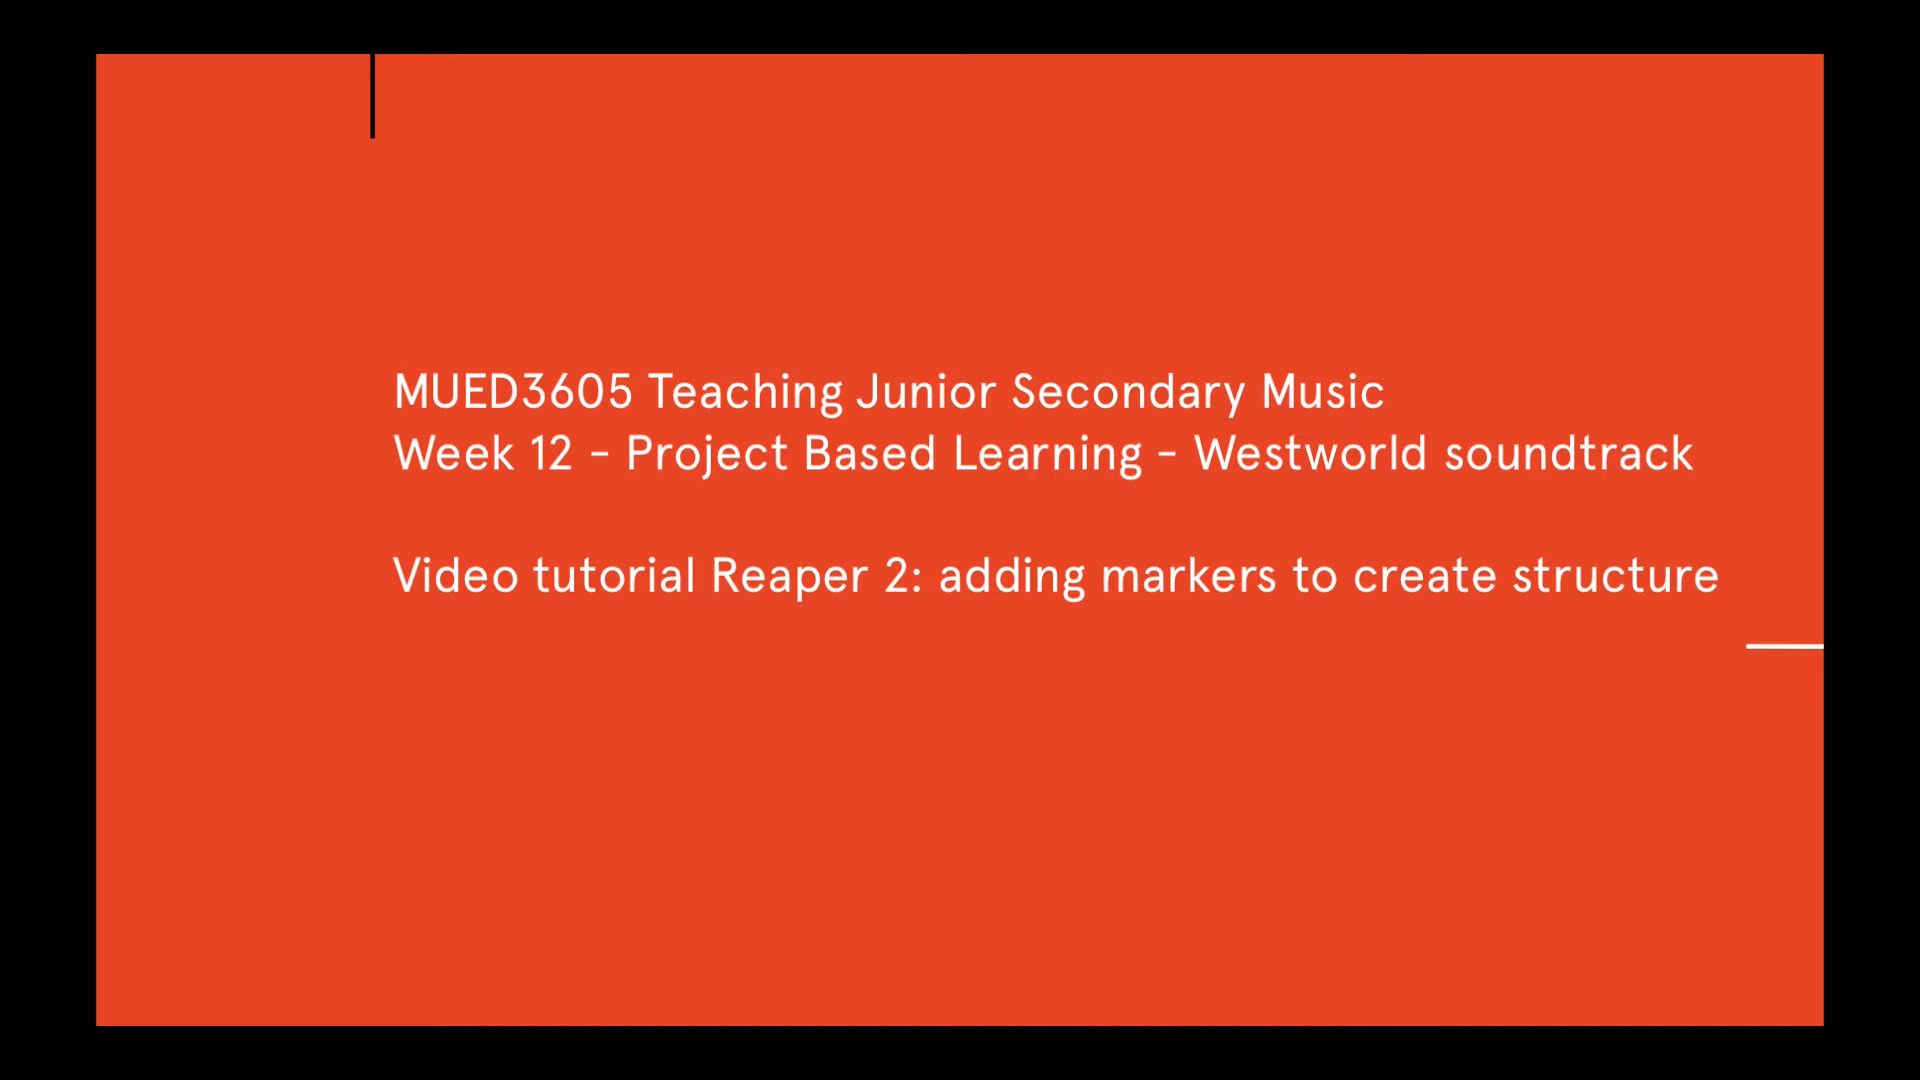 MUED3605 Teaching Junior Secondary Music
Week 12 – Project Based Learning – Westworld soundtrack
Video tutorial Reaper 2: adding markers to create structure